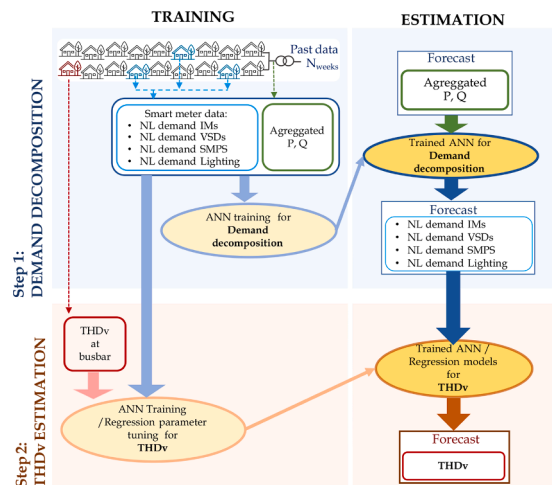 TRAINING
ESTIMATION
Step 1:
DEMAND DECOMPOSITION
Past data
Nweeks
Smart meter data:
• NL demand IMs
• NL demand VSDs
• NL demand SMPS
• NL demand Lighting
Agreggated
P, Q
ANN training for
Demand
decomposition
Forecast
Agreggated
P, Q
Trained ANN for
Demand
decomposition
Forecast
• NL demand IMs
• NL demand VSDs
• NL demand SMPS
• NL demand Lighting
Step 2:
THDv ESTIMATION
THDv
at
busbar
ANN Training
/Regression parameter
tuning for
THDv
Trained ANN /
Regression models
for
THDv
Forecast
THDv